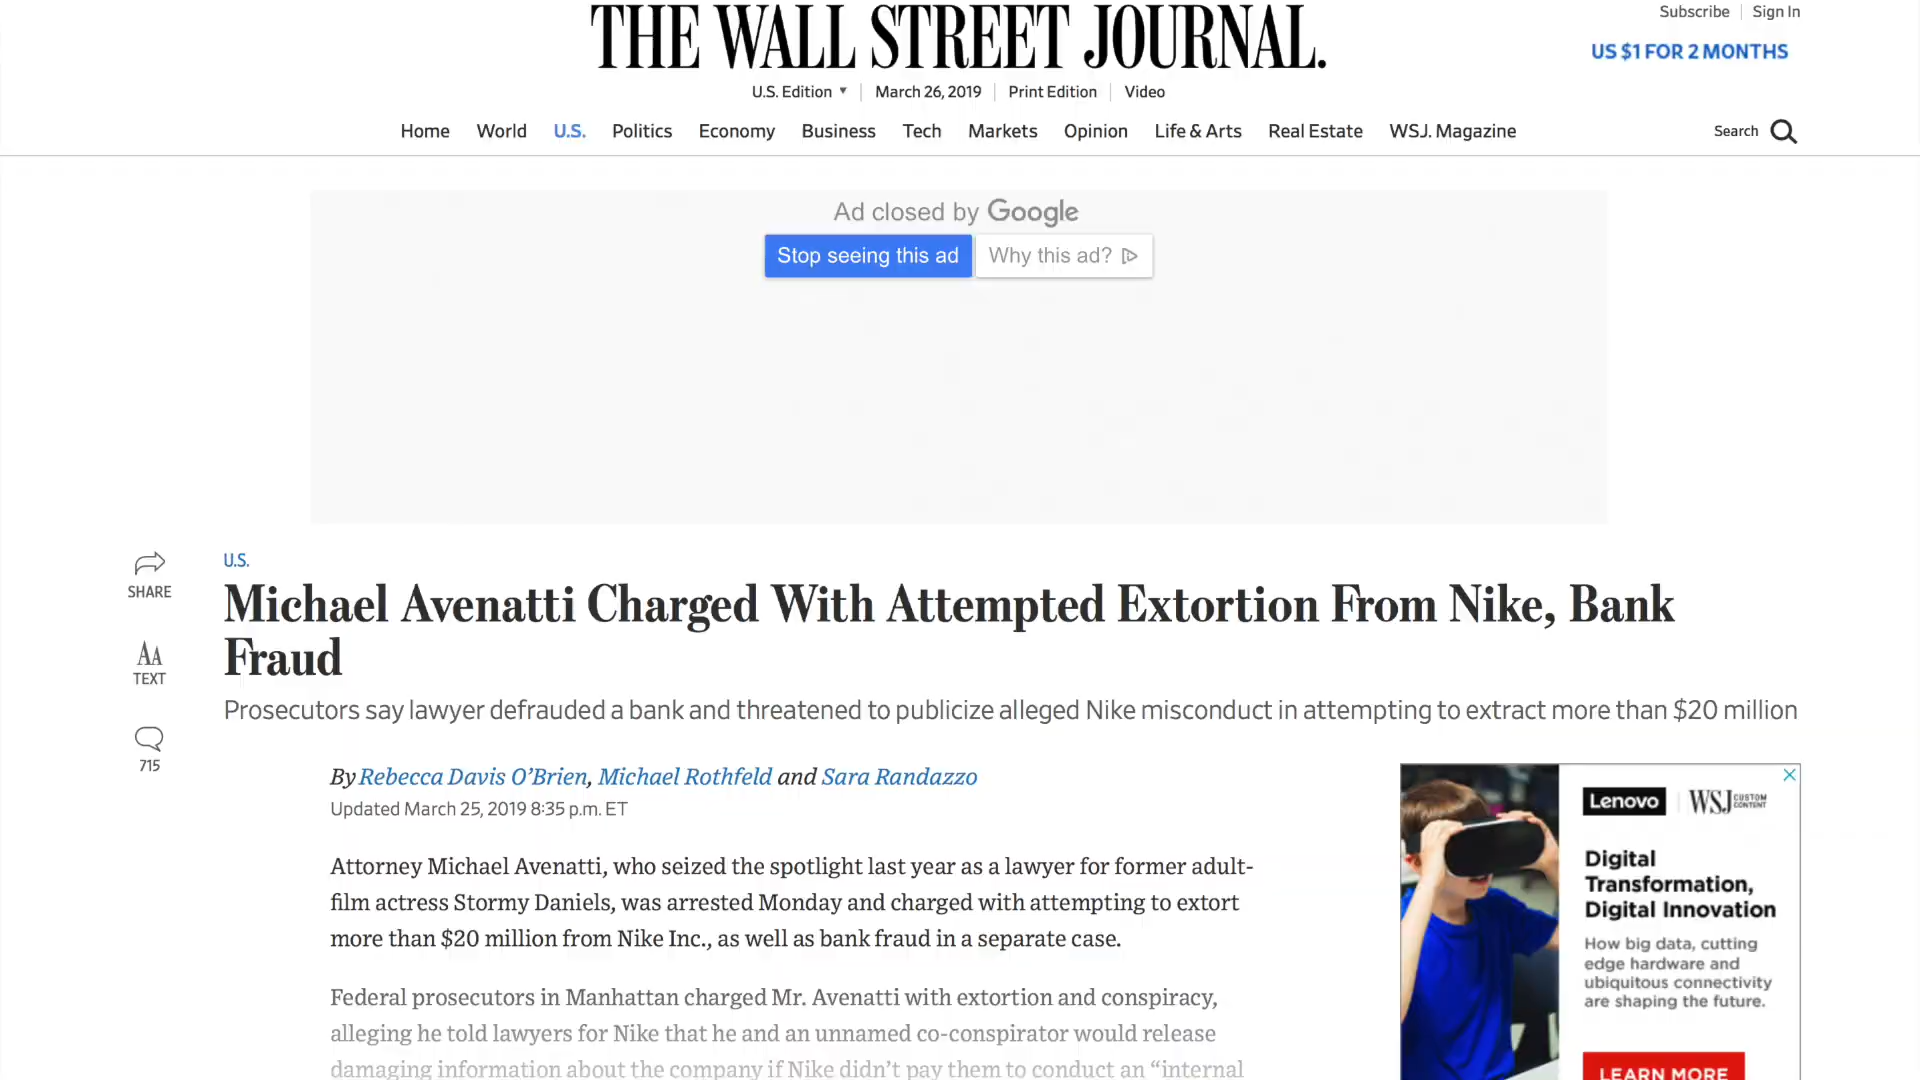 THE WALL STREET JOURNAL.
Subscribe Sign In
US $1 FOR 2 MONTHS
U.S. Edition March 26, 2019 Print Edition Video
Home World U.S. Politics Economy Business Tech Markets Opinion Life & Arts Real Estate WSJ. Magazine Search
Ad closed by Google
Stop seeing this ad Why this ad?
SHARE
AA
TEXT
715
U.S.
Michael Avenatti Charged With Attempted Extortion From Nike, Bank
Fraud
Prosecutors say lawyer defrauded a bank and threatened to publicize alleged Nike misconduct in attempting to extract more than $20 million
By Rebecca Davis O’Brien, Michael Rothfeld and Sara Randazzo
Updated March 25, 2019 8:35 p.m. ET
Attorney Michael Avenatti, who seized the spotlight last year as a lawyer for former adult-
film actress Stormy Daniels, was arrested Monday and charged with attempting to extort
more than $20 million from Nike Inc., as well as bank fraud in a separate case.
Federal prosecutors in Manhattan charged Mr. Avenatti with extortion and conspiracy,
alleging he told lawyers for Nike that he and an unnamed co-conspirator would release
damaging information about the company if Nike didn’t pay them to conduct an “internal
Lenovo WSJ CUSTOM CONTENT
Digital
Transformation,
Digital Innovation
How big data, cutting
edge hardware and
ubiquitous connectivity
are shaping the future.
LEARN MORE